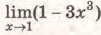 lim(1 − 3x³)
x→1